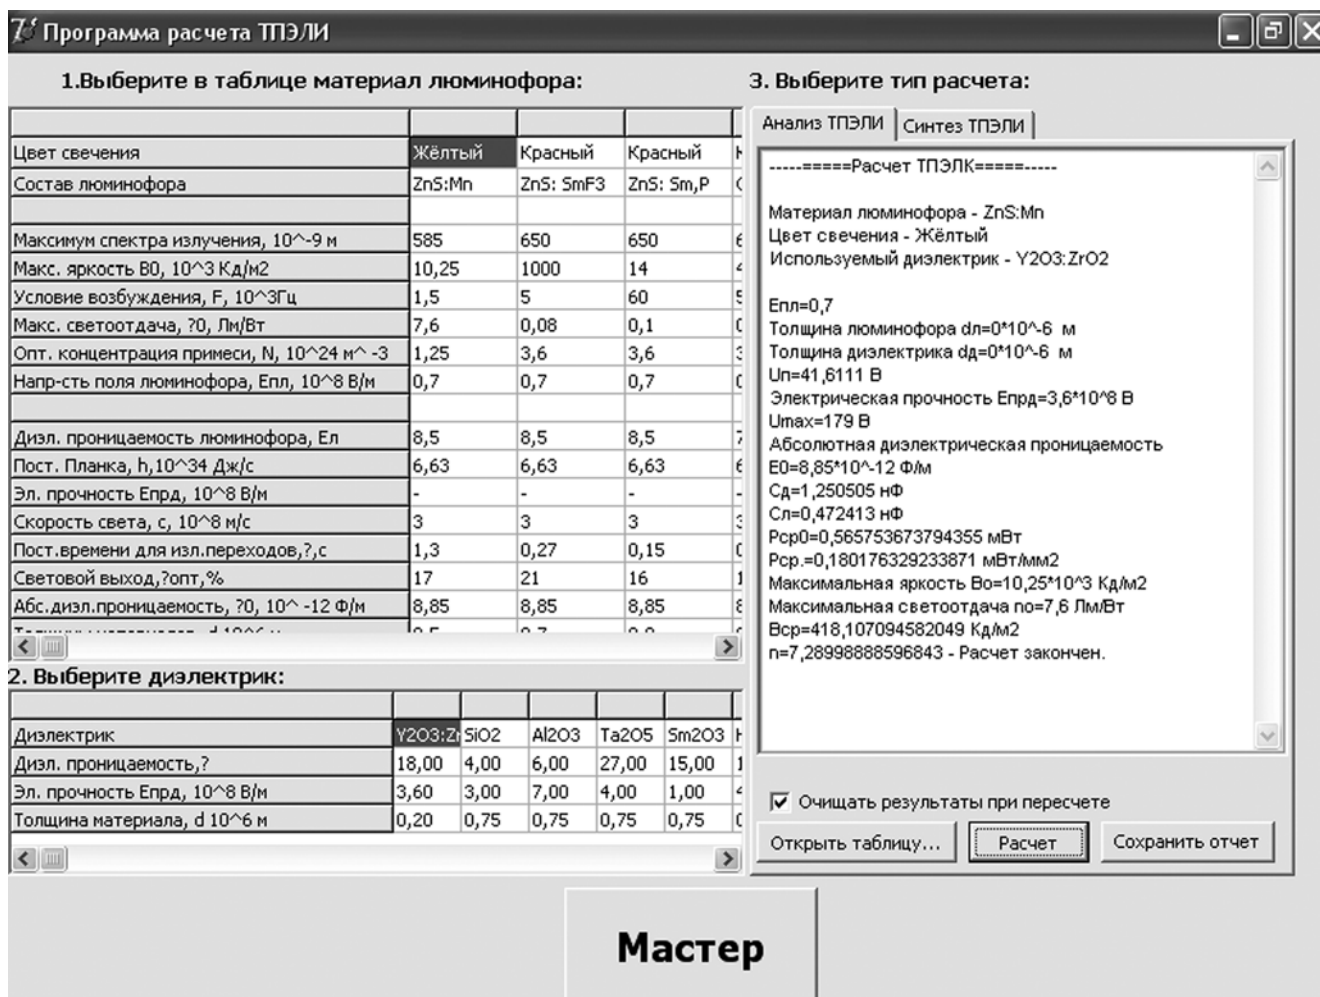 Программа расчета ТПЭЛИ
1.Выберите в таблице материал люминофора:
Цвет свечения Жёлтый Красный Красный
Состав люминофора ZnS:Mn ZnS: SmF3 ZnS: Sm,P
Максимум спектра излучения, 10^-9 м 585 650 650
Макс. яркость B0, 10^3 Кд/м2 10,25 1000 14
Условие возбуждения, F, 10^3Гц 1,5 5 60
Макс. светоотдача, ?0, Лм/Вт 7,6 0,08 0,1
Опт. концентрация примеси, N, 10^24 м^ -3 1,25 3,6 3,6
Напр-сть поля люминофора, Епл, 10^8 В/м 0,7 0,7 0,7
Диэл. проницаемость люминофора, Ел 8,5 8,5 8,5
Пост. Планка, h,10^34 Дж/с 6,63 6,63 6,63
Эл. прочность Епрд, 10^8 В/м - - -
Скорость света, с, 10^8 м/с 3 3 3
Пост.времени для изл.переходов,?,с 1,3 0,27 0,15
Световой выход,?опт,% 17 21 16
Абс.диэл.проницаемость, ?0, 10^ -12 Ф/м 8,85 8,85 8,85
2. Выберите диэлектрик:
Диэлектрик Y2O3:Zr SiO2 Al2O3 Ta2O5 Sm2O3
Диэл. проницаемость,? 18,00 4,00 6,00 27,00 15,00
Эл. прочность Епрд, 10^8 В/м 3,60 3,00 7,00 4,00 1,00
Толщина материала, d 10^6 м 0,20 0,75 0,75 0,75 0,75
3. Выберите тип расчета:
Анализ ТПЭЛИ Синтез ТПЭЛИ
-----=====Расчет ТПЭЛК=====-----
Материал люминофора - ZnS:Mn
Цвет свечения - Жёлтый
Используемый диэлектрик - Y2O3:ZrO2
Епл=0,7
Толщина люминофора dл=0*10^-6 м
Толщина диэлектрика dд=0*10^-6 м
Uп=41,6111 В
Электрическая прочность Епрд=3,6*10^8 В
Umax=179 В
Абсолютная диэлектрическая проницаемость
E0=8,85*10^-12 Ф/м
Сд=1,250505 нФ
Сл=0,472413 нФ
Рср0=0,565753673794355 мВт
Рср.=0,180176329233871 мВт/мм2
Максимальная яркость Во=10,25*10^3 Кд/м2
Максимальная светоотдача no=7,6 Лм/Вт
Вср=418,107094582049 Кд/м2
n=7,28998888596843 - Расчет закончен.
Очищать результаты при пересчете
Открыть таблицу... Расчет Сохранить отчет
Мастер